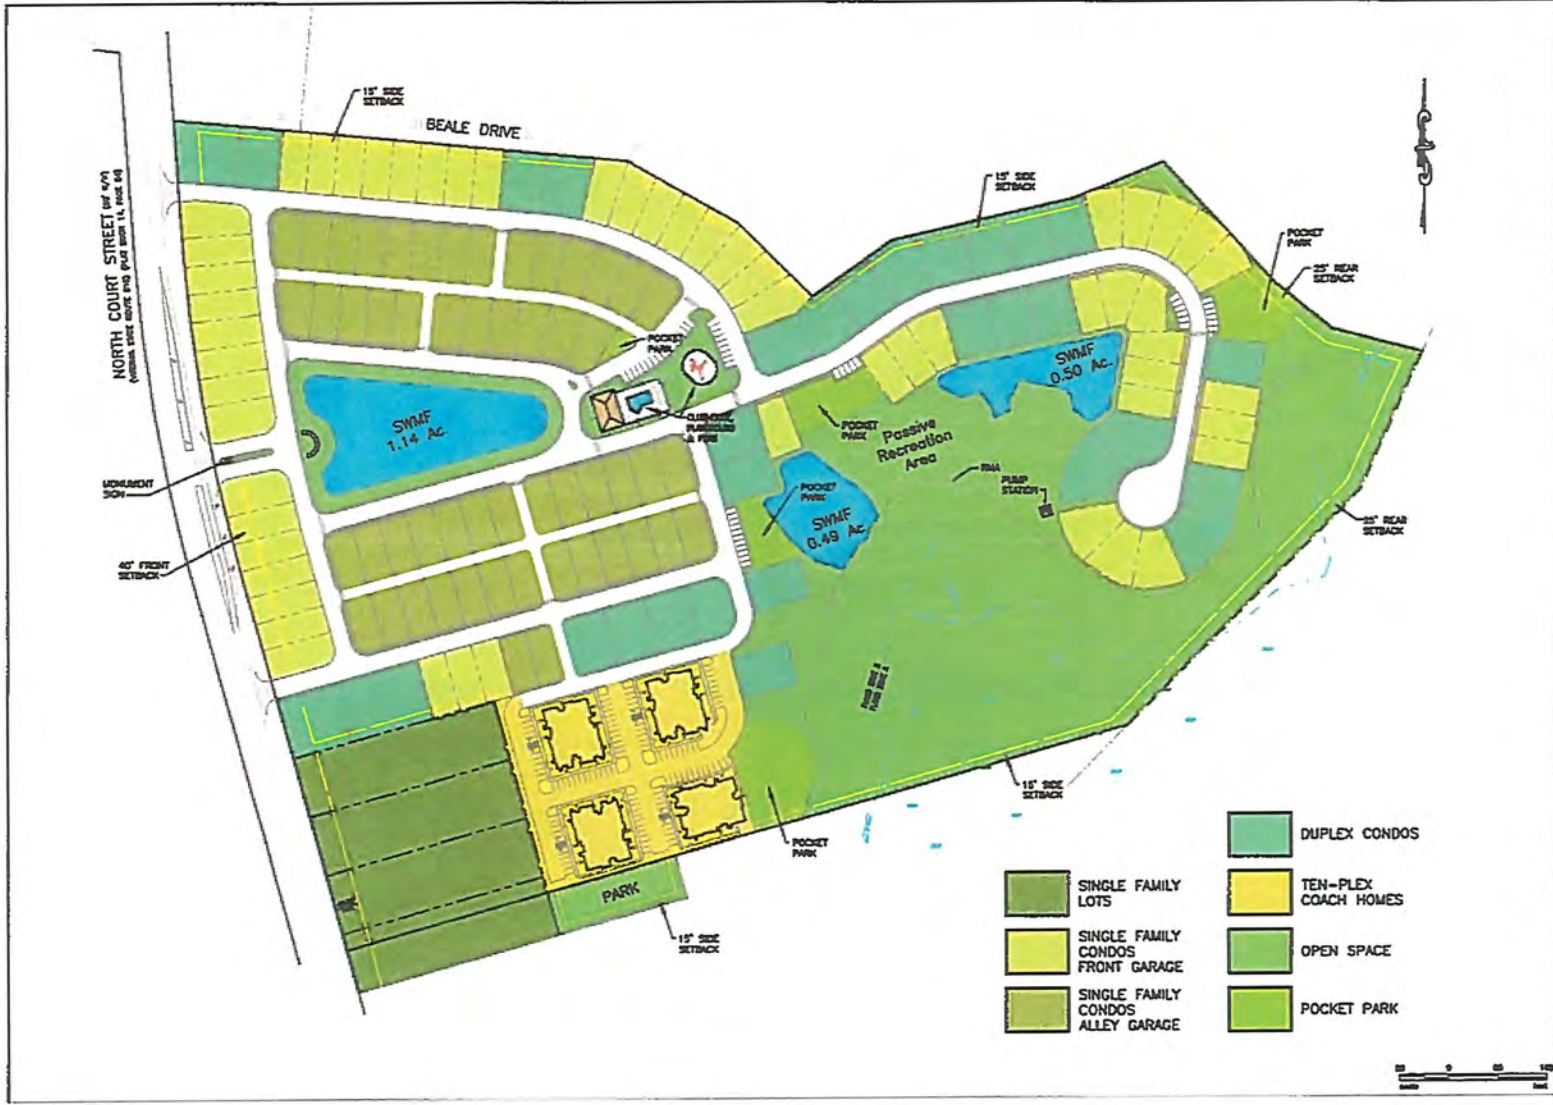 15' SIDE
SETBACK
BEALE DRIVE
NORTH COURT STREET
15' SIDE
SETBACK
POCKET
PARK
25' REAR
SETBACK
POCKET
PARK
SWMF
0.50 Ac.
SWMF
1.14 Ac.
POCKET
PARK
Passive
Recreation
Area
MONUMENT
SIGN
POCKET
PARK
RMA
PUMP
STATION
SWMF
0.49 Ac
25' REAR
SETBACK
40' FRONT
SETBACK
15' SIDE
SETBACK
POCKET
PARK
PARK
15' SIDE
SETBACK
SINGLE FAMILY
LOTS
SINGLE FAMILY
CONDOS
FRONT GARAGE
SINGLE FAMILY
CONDOS
ALLEY GARAGE
DUPLEX CONDOS
TEN-PLEX
COACH HOMES
OPEN SPACE
POCKET PARK